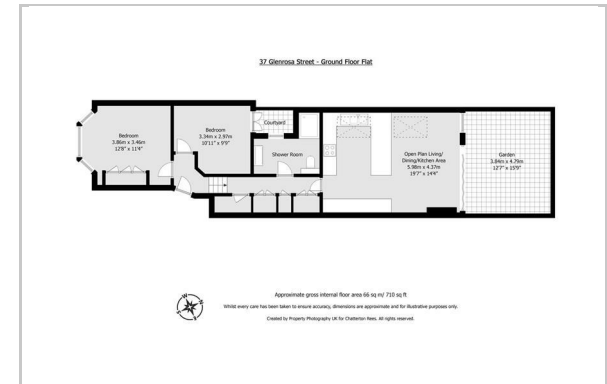 37 Glenrosa Street - Ground Floor Flat
Bedroom
3.86m x 3.46m
12'8" x 11'4"
Bedroom
3.34m x 2.97m
10'11" x 9'9"
Courtyard
Shower Room
Open Plan Living/
Dining/Kitchen Area
5.98m x 4.37m
19'7" x 14'4"
Garden
3.84m x 4.79m
12'7" x 15'9"
N
E
S
W
Approximate gross internal floor area 66 sq m/ 710 sq ft
Whilst every care has been taken to ensure accuracy, dimensions are approximate and for illustrative purposes only.
Created by Property Photography UK for Chatterton Rees. All rights reserved.